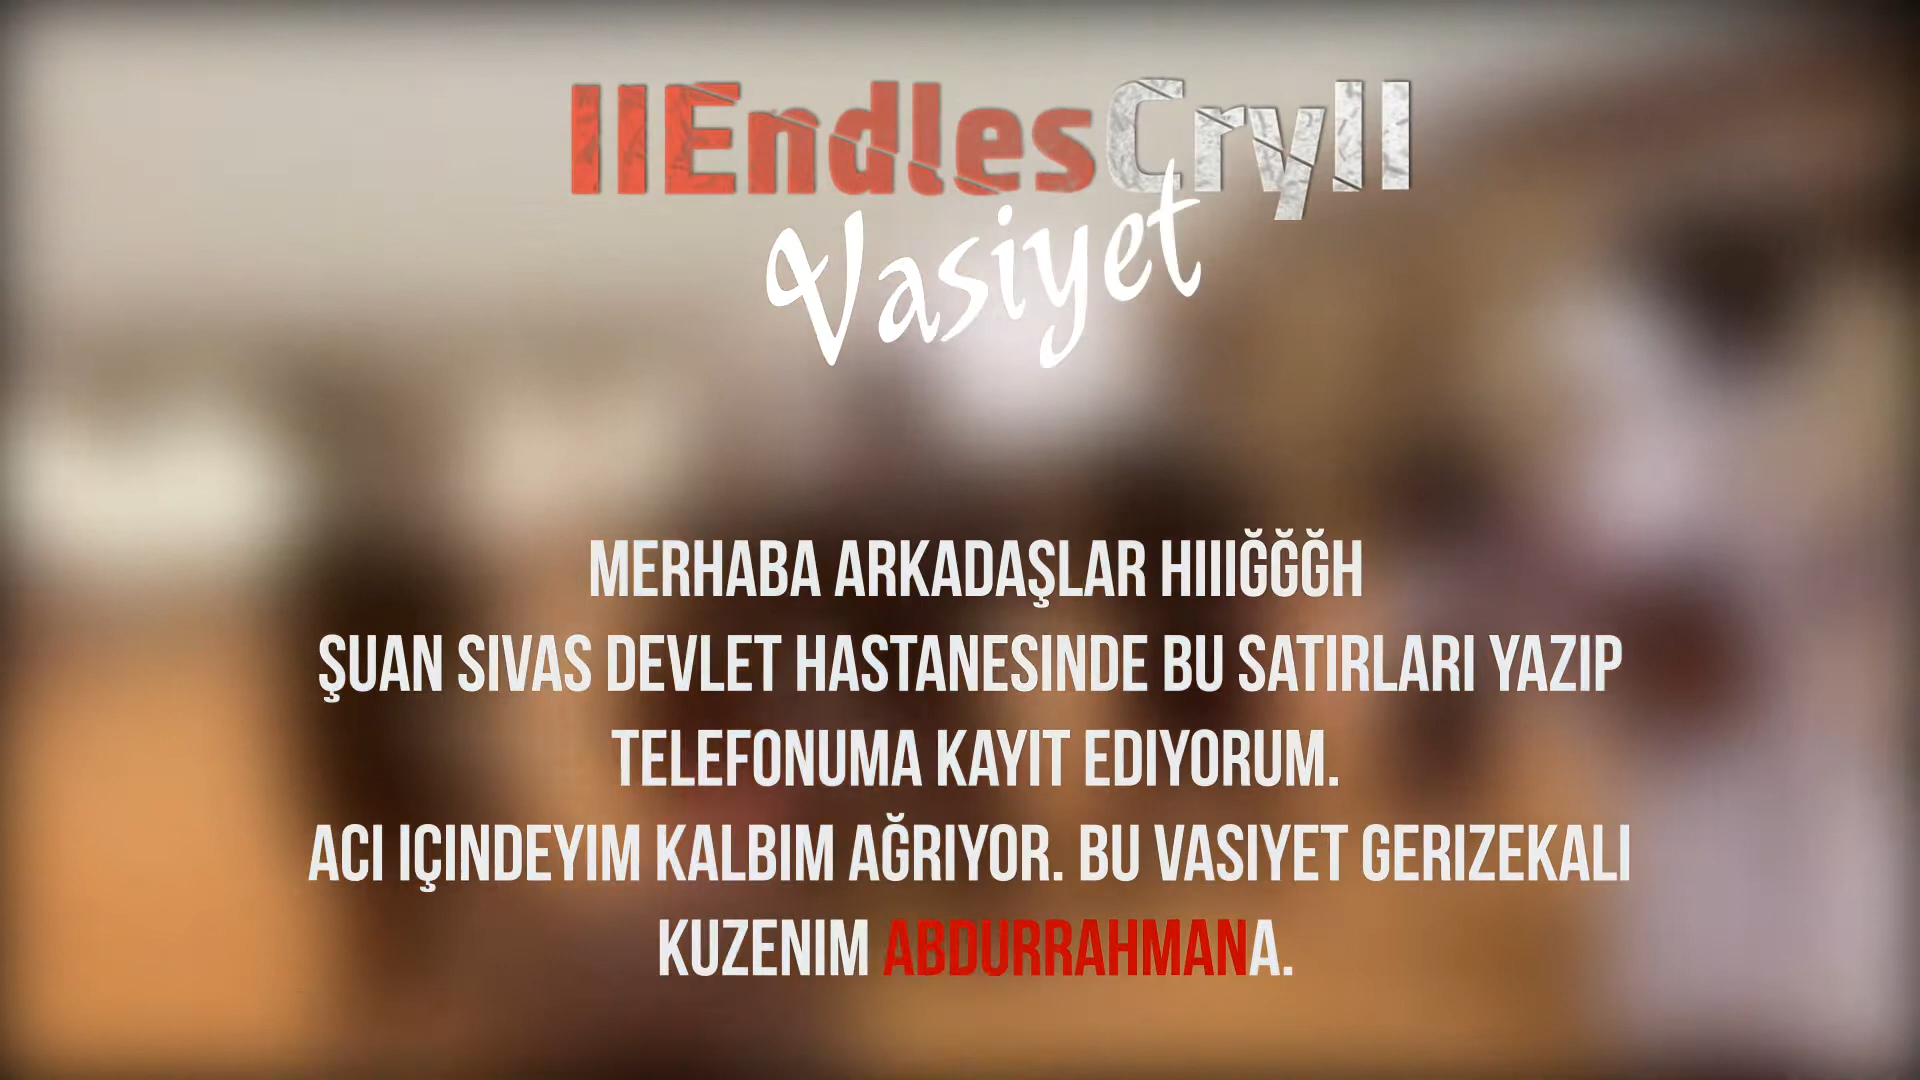 IIEndlesCryII
Vasiyet
MERHABA ARKADAŞLAR HIIIĞĞĞH
ŞUAN SIVAS DEVLET HASTANESINDE BU SATIRLARI YAZIP
TELEFONUMA KAYIT EDIYORUM.
ACI IÇINDEYIM KALBIM AĞRIYOR. BU VASIYET GERIZEKALI
KUZENIM ABDURRAHMANA.